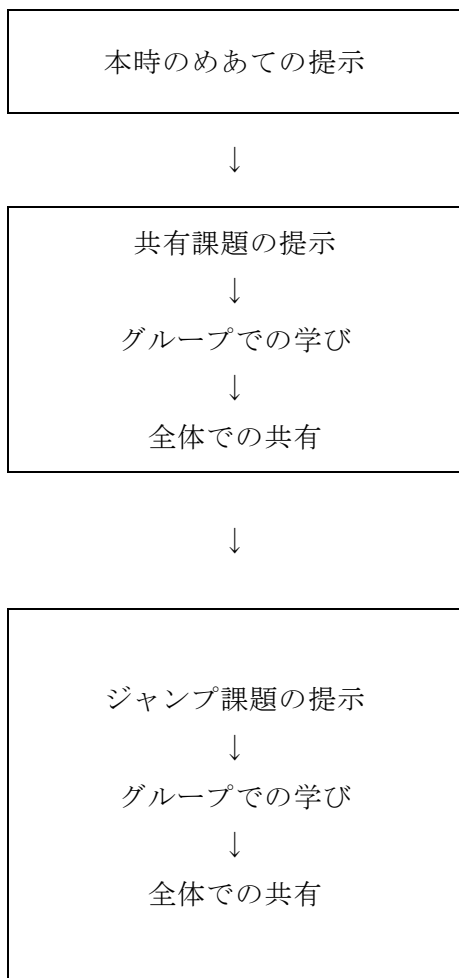 本時のめあての提示
↓
共有課題の提示
↓
グループでの学び
↓
全体での共有
↓
ジャンプ課題の提示
↓
グループでの学び
↓
全体での共有